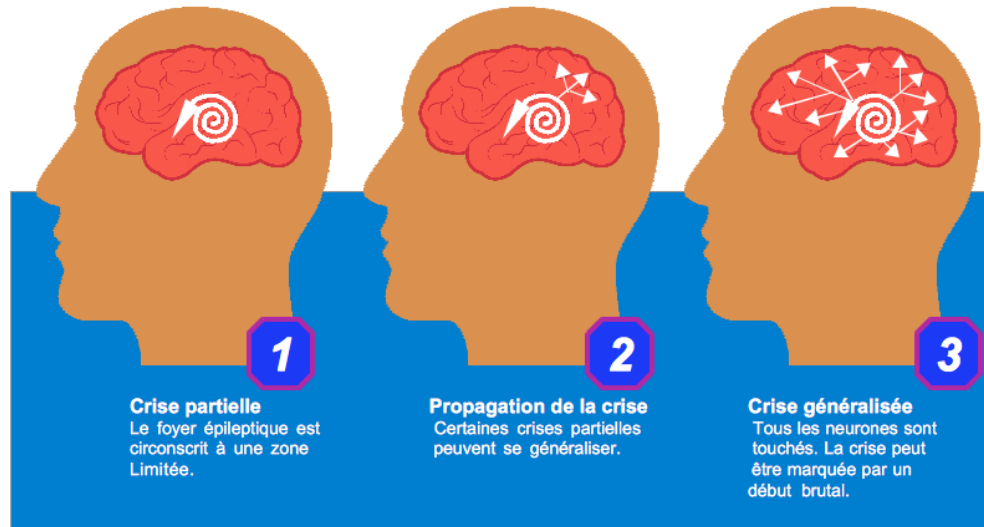 1
Crise partielle
Le foyer épileptique est
circonscrit à une zone
Limitée.
2
Propagation de la crise
Certaines crises partielles
peuvent se généraliser.
3
Crise généralisée
Tous les neurones sont
touchés. La crise peut
être marquée par un
début brutal.